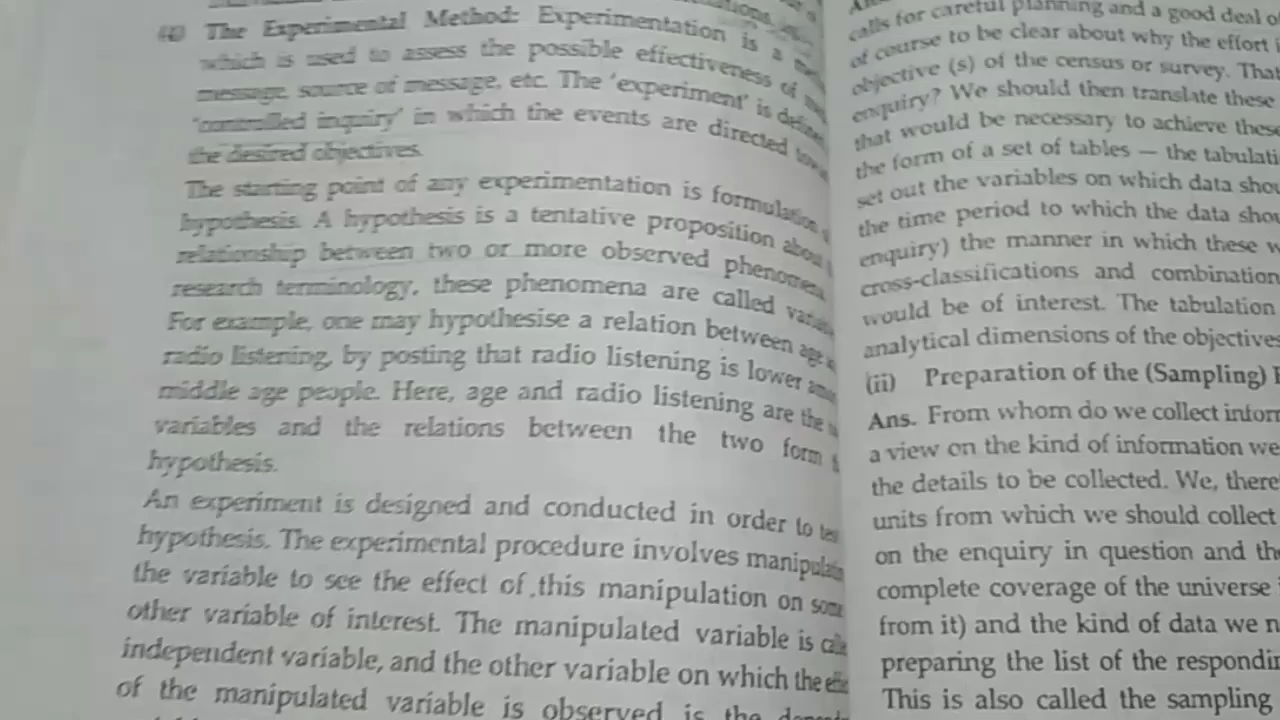 The Experimental Method: Experimentation is a
which is used to assess the possible effectiveness of
message, source of message, etc. The 'experiment' is
'controlled inquiry' in which the events are directed
the desired objectives.
The starting point of any experimentation is formulation
hypothesis. A hypothesis is a tentative proposition about
relationship between two or more observed phenomena.
research terminology, these phenomena are called
For example, one may hypothesise a relation between age
radio listening, by posting that radio listening is lower
middle age people. Here, age and radio listening are the
variables and the relations between the two form
hypothesis.
An experiment is designed and conducted in order to
hypothesis. The experimental procedure involves
the variable to see the effect of this manipulation on some
other variable of interest. The manipulated variable is
independent variable, and the other variable on which the
of the manipulated variable is observed is the
calls for careful planning and a good deal of
of course to be clear about why the effort
objective (s) of the census or survey. That
enquiry? We should then translate these
that would be necessary to achieve these
the form of a set of tables — the
set out the variables on which data
the time period to which the data
enquiry) the manner in which these
cross-classifications and
would be of interest. The tabulation
analytical dimensions of the
(ii) Preparation of the (Sampling)
Ans. From whom do we collect
a view on the kind of information we
the details to be collected. We,
units from which we should collect
on the enquiry in question and
complete coverage of the universe
from it) and the kind of data we
preparing the list of the
This is also called the sampling